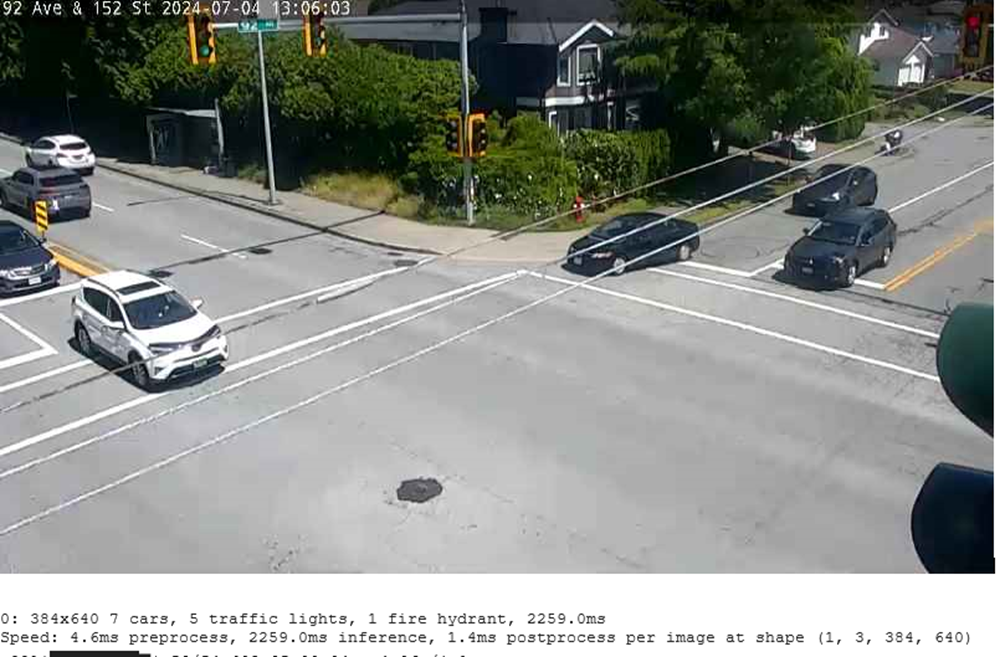 92 Ave & 152 St 2024-07-04 13:06:03
92
0: 384x640 7 cars, 5 traffic lights, 1 fire hydrant, 2259.0ms
Speed: 4.6ms preprocess, 2259.0ms inference, 1.4ms postprocess per image at shape (1, 3, 384, 640)